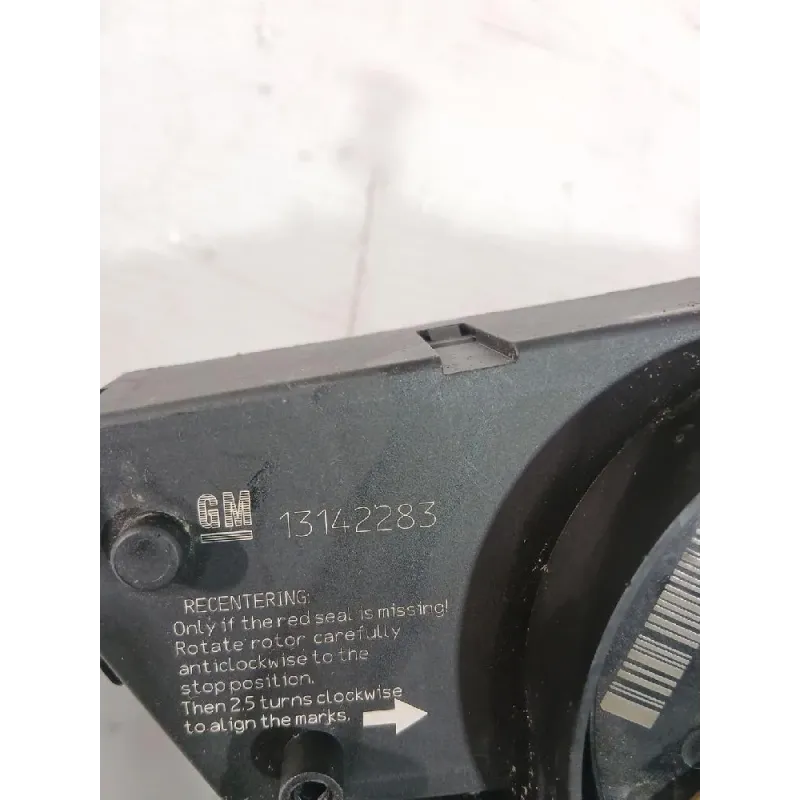 GM 13142283
RECENTERING:
Only if the red seal is missing!
Rotate rotor carefully
anticlockwise to the
stop position.
Then 2.5 turns clockwise
to align the marks.